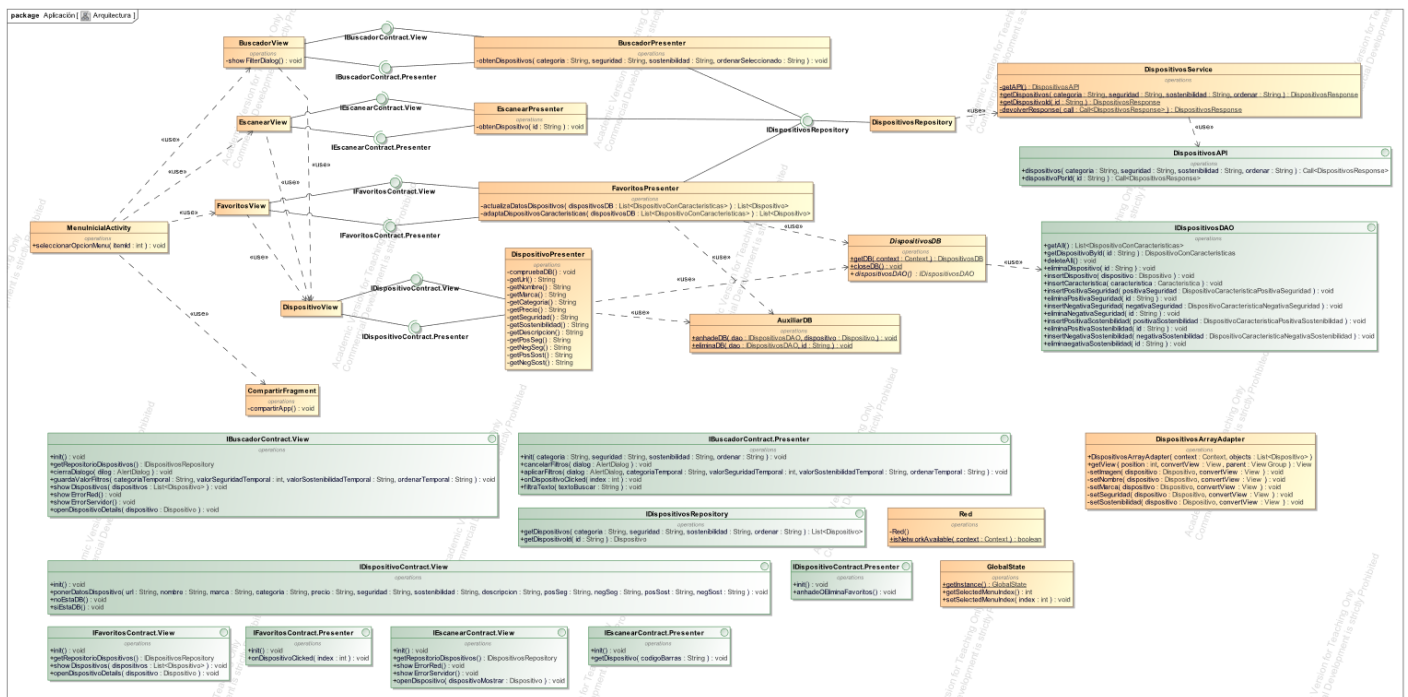 package Aplicación [ Arquitectura ]
BuscadorView
operations
-showFilterDialog() : void
IBuscadorContract.View
IBuscadorContract.Presenter
BuscadorPresenter
operations
-obtenDispositivos( categoria : String, seguridad : String, sostenibilidad : String, ordenarSeleccionado : String ) : void
EscanearView
IEscanearContract.View
IEscanearContract.Presenter
EscanearPresenter
operations
-obtenDispositivo( id : String ) : void
IDispositivosRepository
DispositivosRepository
«use»
DispositivosService
operations
-getAPI() : DispositivosAPI
+getDispositivos( categoria : String, seguridad : String, sostenibilidad : String, ordenar : String ) : DispositivosResponse
+getDispositivoId( id : String ) : DispositivosResponse
-devolverResponse( call : Call<DispositivosResponse> ) : DispositivosResponse
«use»
DispositivosAPI
operations
+dispositivos( categoria : String, seguridad : String, sostenibilidad : String, ordenar : String ) : Call<DispositivosResponse>
+dispositivoPorId( id : String ) : Call<DispositivosResponse>
«use»
«use»
«use»
«use»
«use»
«use»
«use»
FavoritosView
IFavoritosContract.View
IFavoritosContract.Presenter
FavoritosPresenter
operations
-actualizaDatosDispositivos( dispositivosDB : List<DispositivoConCaracteristicas> ) : List<Dispositivo>
-adaptaDispositivosCaracteristicas( dispositivosDB : List<DispositivoConCaracteristicas> ) : List<Dispositivo>
MenuInicialActivity
operations
+seleccionarOpcionMenu( itemId : int ) : void
DispositivoView
IDispositivoContract.View
IDispositivoContract.Presenter
DispositivoPresenter
operations
-compruebaDB() : void
-getUrl() : String
-getNombre() : String
-getMarca() : String
-getCategoria() : String
-getPrecio() : String
-getSeguridad() : String
-getSostenibilidad() : String
-getDescripcion() : String
-getPosSeg() : String
-getNegSeg() : String
-getPosSost() : String
-getNegSost() : String
«use»
«use»
«use»
«use»
DispositivosDB
operations
+getDB( context : Context ) : DispositivosDB
+closeDB() : void
+dispositivosDAO() : IDispositivosDAO
«use»
AuxiliarDB
operations
+anhadeDB( dao : IDispositivosDAO, dispositivo : Dispositivo ) : void
+eliminaDB( dao : IDispositivosDAO, id : String ) : void
IDispositivosDAO
operations
+getAll() : List<DispositivoConCaracteristicas>
+getDispositivoById( id : String ) : DispositivoConCaracteristicas
+deleteAll() : void
+eliminaDispositivo( id : String ) : void
+insertDispositivo( dispositivo : Dispositivo ) : void
+insertCaracteristica( caracteristica : Caracteristica ) : void
+insertPositivaSeguridad( positivaSeguridad : DispositivoCaracteristicaPositivaSeguridad ) : void
+eliminaPositivaSeguridad( id : String ) : void
+insertNegativaSeguridad( negativaSeguridad : DispositivoCaracteristicaNegativaSeguridad ) : void
+eliminaNegativaSeguridad( id : String ) : void
+insertPositivaSostenibilidad( positivaSostenibilidad : DispositivoCaracteristicaPositivaSostenibilidad ) : void
+eliminaPositivaSostenibilidad( id : String ) : void
+insertNegativaSostenibilidad( negativaSostenibilidad : DispositivoCaracteristicaNegativaSostenibilidad ) : void
+eliminanegativaSostenibilidad( id : String ) : void
CompartirFragment
operations
-compartirApp() : void
IBuscadorContract.View
operations
+init() : void
+getRepositorioDispositivos() : IDispositivosRepository
+cierraDialogo( dilog : AlertDialog ) : void
+guardaValorFiltros( categoriaTemporal : String, valorSeguridadTemporal : int, valorSostenibilidadTemporal : String, ordenarTemporal : String ) : void
+showDispositivos( dispositivos : List<Dispositivo> ) : void
+showErrorRed() : void
+showErrorServidor() : void
+openDispositivoDetails( dispositivo : Dispositivo ) : void
IBuscadorContract.Presenter
operations
+init( categoria : String, seguridad : String, sostenibilidad : String, ordenar : String ) : void
+cancelarFiltros( dialog : AlertDialog ) : void
+aplicarFiltros( dialog : AlertDialog, categoriaTemporal : String, valorSeguridadTemporal : int, valorSostenibilidadTemporal : String, ordenarTemporal : String ) : void
+onDispositivoClicked( index : int ) : void
+filtraTexto( textoBuscar : String ) : void
DispositivosArrayAdapter
operations
+DispositivosArrayAdapter( context : Context, objects : List<Dispositivo> )
+getView( position : int, convertView : View, parent : ViewGroup ) : View
-setImagen( dispositivo : Dispositivo, convertView : View ) : void
-setNombre( dispositivo : Dispositivo, convertView : View ) : void
-setMarca( dispositivo : Dispositivo, convertView : View ) : void
-setSeguridad( dispositivo : Dispositivo, convertView : View ) : void
-setSostenibilidad( dispositivo : Dispositivo, convertView : View ) : void
IDispositivosRepository
operations
+getDispositivos( categoria : String, seguridad : String, sostenibilidad : String, ordenar : String ) : List<Dispositivo>
+getDispositivoId( id : String ) : Dispositivo
Red
operations
-Red()
+isNetworkAvailable( context : Context ) : boolean
IDispositivoContract.View
operations
+init() : void
+ponerDatosDispositivo( url : String, nombre : String, marca : String, categoria : String, precio : String, seguridad : String, sostenibilidad : String, descripcion : String, posSeg : String, negSeg : String, posSost : String, negSost : String ) : void
+noEstaDB() : void
+siEstaDB() : void
IDispositivoContract.Presenter
operations
+init() : void
+anhadeOEliminaFavoritos() : void
GlobalState
operations
+getInstance() : GlobalState
+getSelectedMenuIndex() : int
+setSelectedMenuIndex( index : int ) : void
IFavoritosContract.View
operations
+init() : void
+getRepositorioDispositivos() : IDispositivosRepository
+showDispositivos( dispositivos : List<Dispositivo> ) : void
+openDispositivoDetails( dispositivo : Dispositivo ) : void
IFavoritosContract.Presenter
operations
+init() : void
+onDispositivoClicked( index : int ) : void
IEscanearContract.View
operations
+init() : void
+getRepositorioDispositivos() : IDispositivosRepository
+showErrorRed() : void
+showErrorServidor() : void
+openDispositivo( dispositivoMostrar : Dispositivo ) : void
IEscanearContract.Presenter
operations
+init() : void
+getDispositivo( codigoBarras : String ) : void